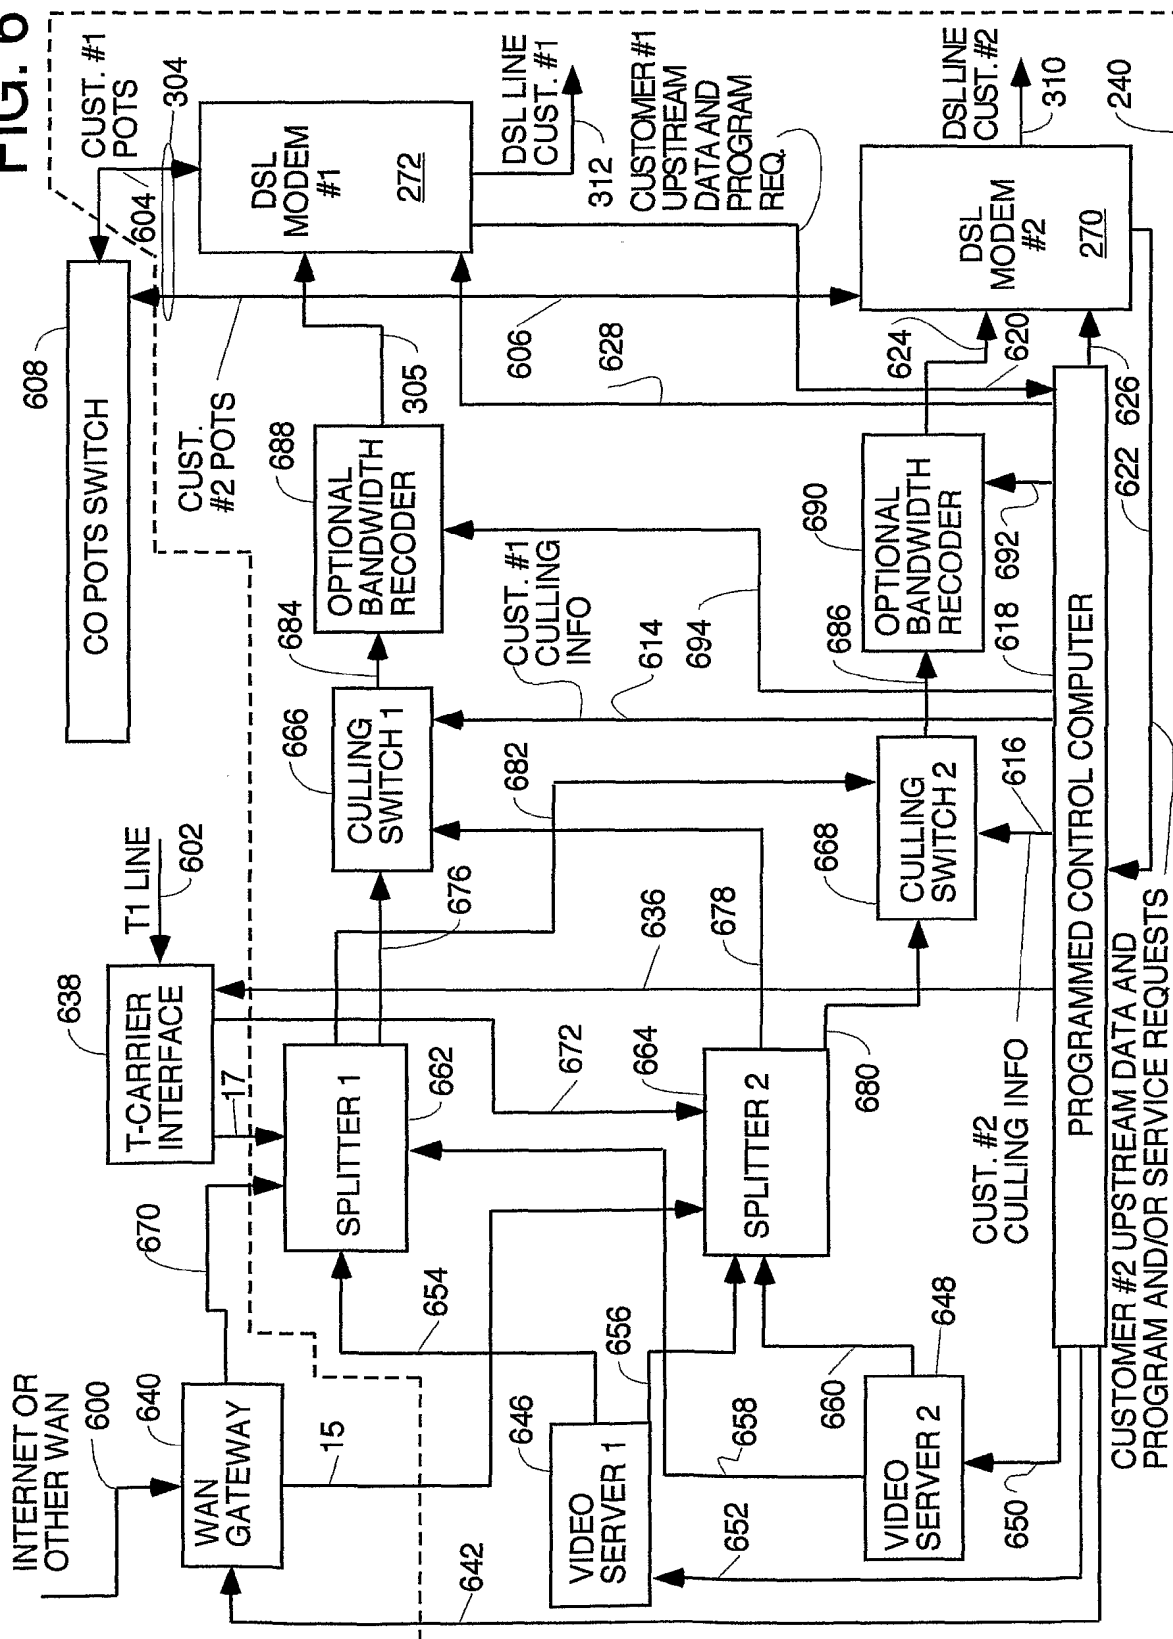 FIG. 6
INTERNET OR
OTHER WAN
600
640
WAN
GATEWAY
642
15
670
638
T-CARRIER
INTERFACE
T1 LINE
602
17
608
CO POTS SWITCH
CUST. #1
POTS
604
304
CUST.
#2 POTS
SPLITTER 1
662
654
672
676
666
CULLING
SWITCH 1
684
688
OPTIONAL
BANDWIDTH
RECODER
305
DSL
MODEM
#1
272
DSL LINE
CUST. #1
312
CUSTOMER #1
UPSTREAM
DATA AND
PROGRAM
REQ.
646
VIDEO
SERVER 1
652
656
658
660
664
SPLITTER 2
680
678
636
682
CUST. #1
CULLING
INFO
614
694
606
628
VIDEO
SERVER 2
648
650
668
CULLING
SWITCH 2
616
CUST. #2
CULLING INFO
686
690
OPTIONAL
BANDWIDTH
RECODER
692
618
624
620
DSL
MODEM
#2
270
DSL LINE
CUST. #2
310
240
626
622
PROGRAMMED CONTROL COMPUTER
CUSTOMER #2 UPSTREAM DATA AND
PROGRAM AND/OR SERVICE REQUESTS